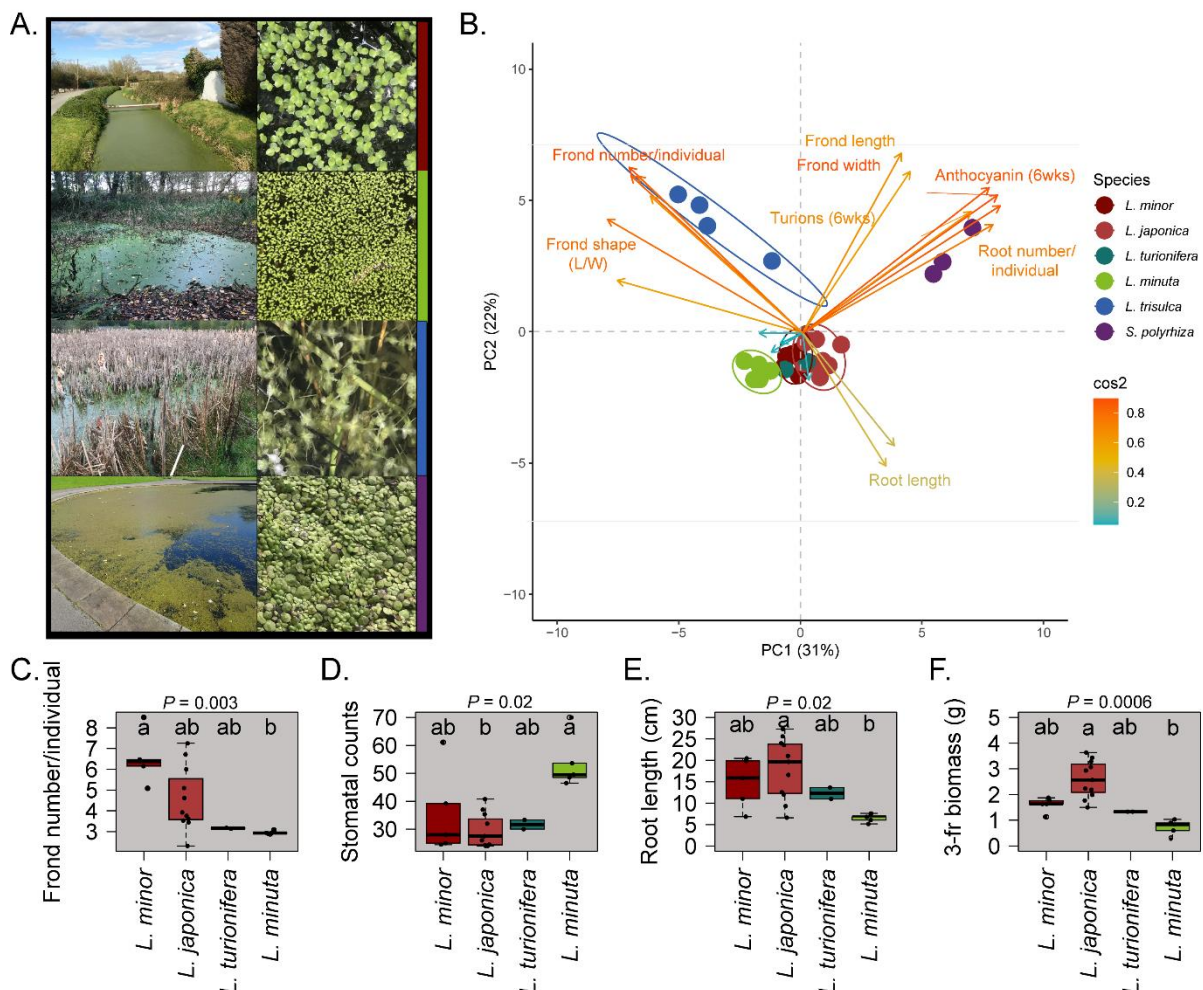 A.
B.
10
5
0
-5
-10
PC2 (22%)
-10
-5
0
5
10
PC1 (31%)
Frond length
Frond number/individual
Frond width
Anthocyanin (6wks)
Turions (6wks)
Frond shape
(L/W)
Root number/
individual
Root length
Species
L. minor
L. japonica
L. turionifera
L. minuta
L. trisulca
S. polyrhiza
cos2
0.8
0.6
0.4
0.2
C.
P = 0.003
Frond number/individual
8
7
6
5
4
3
a
ab
ab
b
L. minor
L. japonica
L. turionifera
L. minuta
D.
P = 0.02
Stomatal counts
70
60
50
40
30
ab
b
ab
a
L. minor
L. japonica
L. turionifera
L. minuta
E.
P = 0.02
Root length (cm)
30
25
20
15
10
5
0
ab
a
ab
b
L. minor
L. japonica
L. turionifera
L. minuta
F.
P = 0.0006
3-fr biomass (g)
5
4
3
2
1
0
ab
a
ab
b
L. minor
L. japonica
L. turionifera
L. minuta